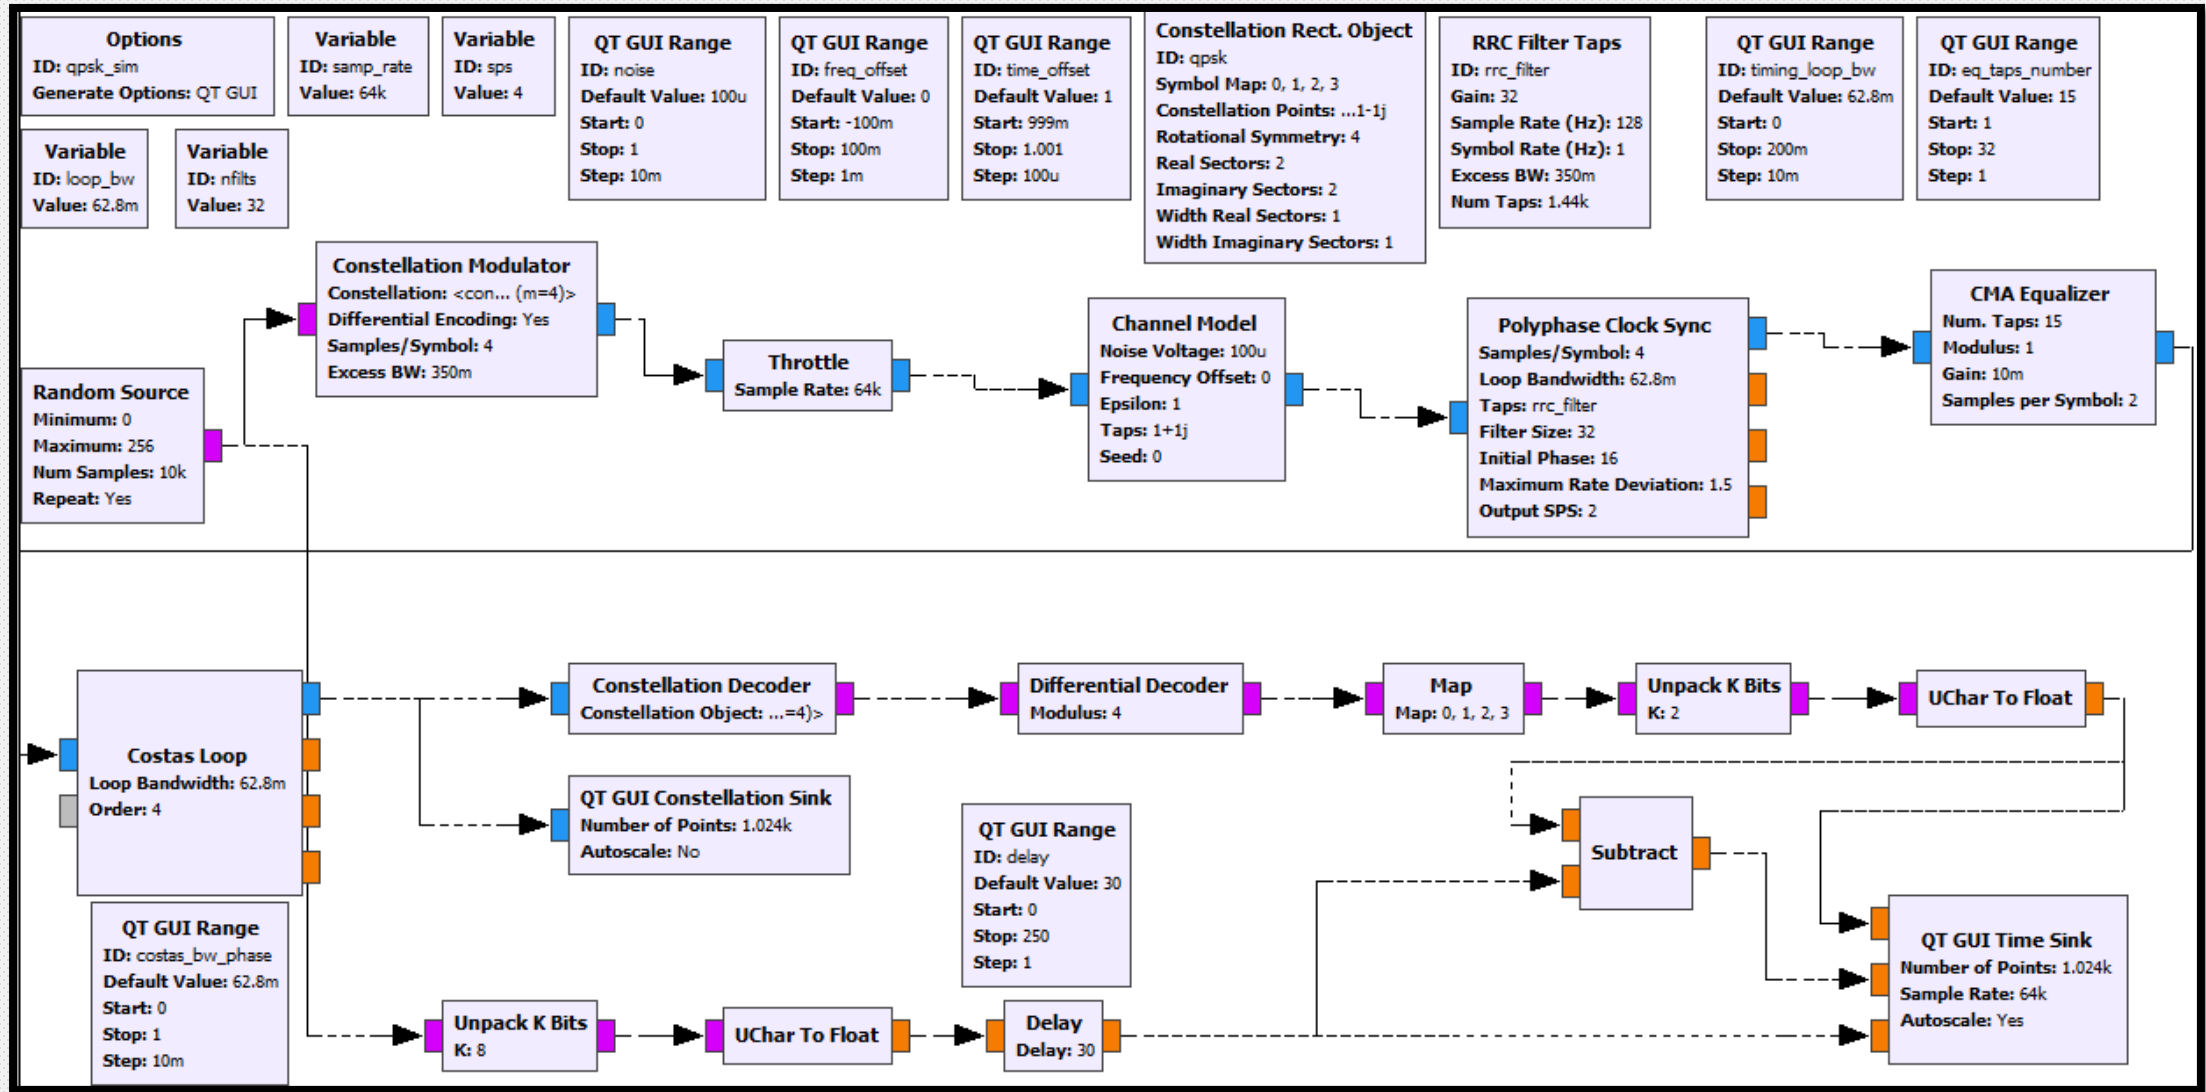 Options
ID: qpsk_sim
Generate Options: QT GUI
Variable
ID: samp_rate
Value: 64k
Variable
ID: sps
Value: 4
QT GUI Range
ID: noise
Default Value: 100u
Start: 0
Stop: 1
Step: 10m
QT GUI Range
ID: freq_offset
Default Value: 0
Start: -100m
Stop: 100m
Step: 1m
QT GUI Range
ID: time_offset
Default Value: 1
Start: 999m
Stop: 1.001
Step: 100u
Constellation Rect. Object
ID: qpsk
Symbol Map: 0, 1, 2, 3
Constellation Points: ...1-1j
Rotational Symmetry: 4
Real Sectors: 2
Imaginary Sectors: 2
Width Real Sectors: 1
Width Imaginary Sectors: 1
RRC Filter Taps
ID: rrc_filter
Gain: 32
Sample Rate (Hz): 128
Symbol Rate (Hz): 1
Excess BW: 350m
Num Taps: 1.44k
QT GUI Range
ID: timing_loop_bw
Default Value: 62.8m
Start: 0
Stop: 200m
Step: 10m
QT GUI Range
ID: eq_taps_number
Default Value: 15
Start: 1
Stop: 32
Step: 1
Variable
ID: loop_bw
Value: 62.8m
Variable
ID: nfilts
Value: 32
Random Source
Minimum: 0
Maximum: 256
Num Samples: 10k
Repeat: Yes
Constellation Modulator
Constellation: <con... (m=4)>
Differential Encoding: Yes
Samples/Symbol: 4
Excess BW: 350m
Throttle
Sample Rate: 64k
Channel Model
Noise Voltage: 100u
Frequency Offset: 0
Epsilon: 1
Taps: 1+1j
Seed: 0
Polyphase Clock Sync
Samples/Symbol: 4
Loop Bandwidth: 62.8m
Taps: rrc_filter
Filter Size: 32
Initial Phase: 16
Maximum Rate Deviation: 1.5
Output SPS: 2
CMA Equalizer
Num. Taps: 15
Modulus: 1
Gain: 10m
Samples per Symbol: 2
Costas Loop
Loop Bandwidth: 62.8m
Order: 4
Constellation Decoder
Constellation Object: ...=4)>
Differential Decoder
Modulus: 4
Map
Map: 0, 1, 2, 3
Unpack K Bits
K: 2
UChar To Float
QT GUI Constellation Sink
Number of Points: 1.024k
Autoscale: No
QT GUI Range
ID: delay
Default Value: 30
Start: 0
Stop: 250
Step: 1
Subtract
QT GUI Range
ID: costas_bw_phase
Default Value: 62.8m
Start: 0
Stop: 1
Step: 10m
Unpack K Bits
K: 8
UChar To Float
Delay
Delay: 30
QT GUI Time Sink
Number of Points: 1.024k
Sample Rate: 64k
Autoscale: Yes